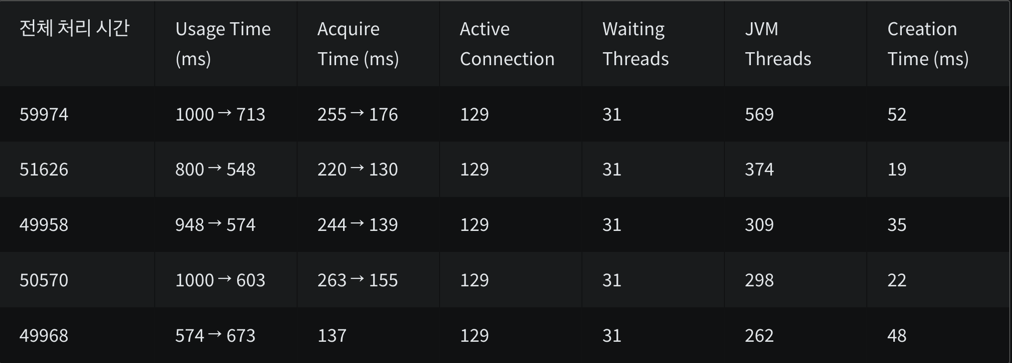 전체 처리 시간 Usage Time (ms) Acquire Time (ms) Active Connection Waiting Threads JVM Threads Creation Time (ms)
59974 1000 → 713 255 → 176 129 31 569 52
51626 800 → 548 220 → 130 129 31 374 19
49958 948 → 574 244 → 139 129 31 309 35
50570 1000 → 603 263 → 155 129 31 298 22
49968 574 → 673 137 129 31 262 48